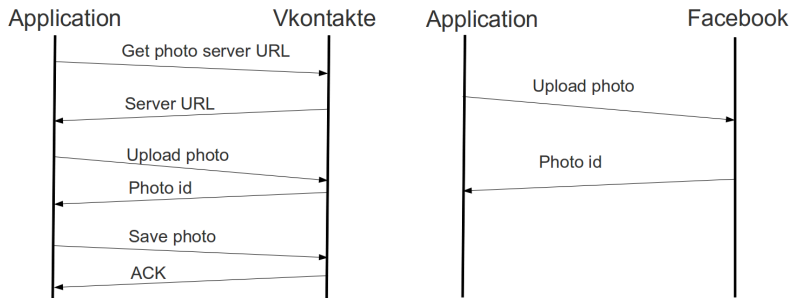 Application
Vkontakte
Get photo server URL
Server URL
Upload photo
Photo id
Save photo
ACK
Application
Facebook
Upload photo
Photo id